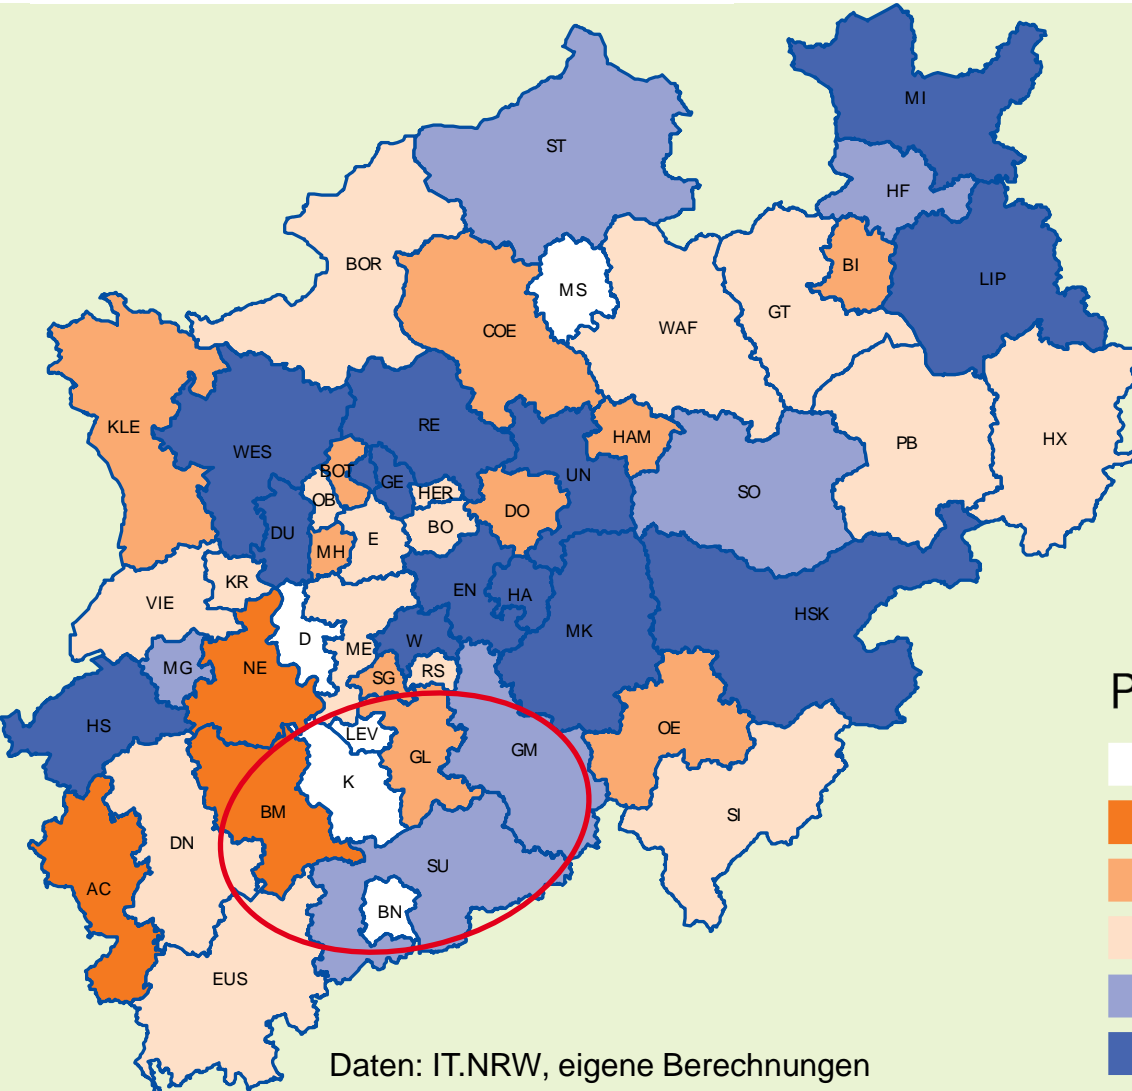 MI
ST
HF
BOR
BI
LIP
MS
GT
WAF
COE
KLE
RE
HAM
PB
HX
WES
BOT
GE
UN
OB
HER
SO
DO
DU
BO
E
MH
KR
EN
HA
VIE
HSK
MK
D
W
ME
MG
NE
RS
SG
P
HS
OE
LEV
GM
GL
K
BM
SI
DN
SU
AC
BN
EUS
Daten: IT.NRW, eigene Berechnungen